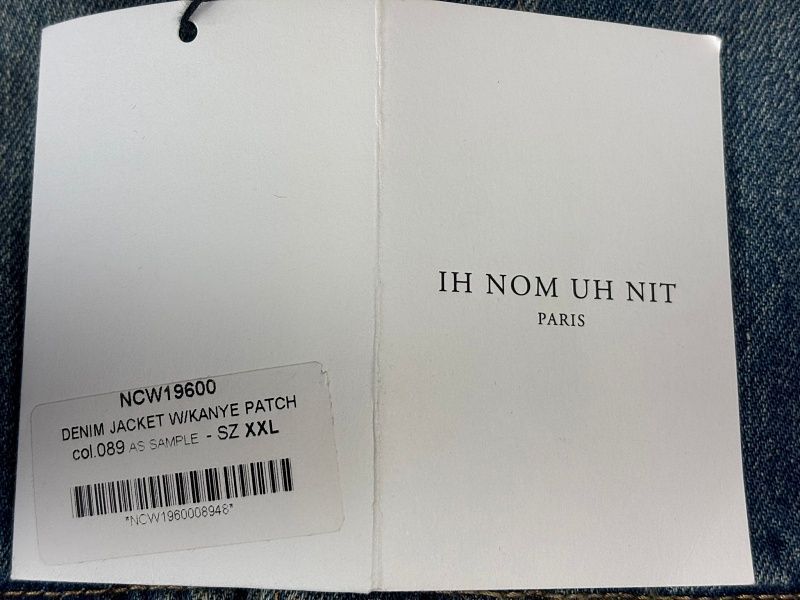 NCW19600
DENIM JACKET W/KANYE PATCH
col.089 AS SAMPLE - SZ XXL
*NCW1960008948*
IH NOM UH NIT
PARIS